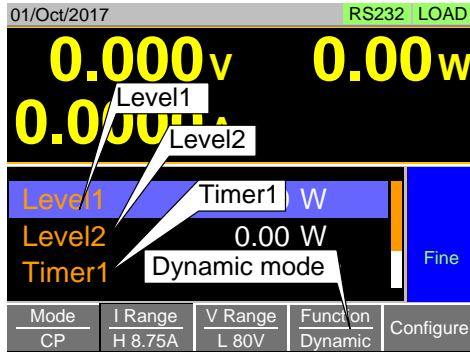 01/Oct/2017 RS232 LOAD
0.000 V 0.00 W
Level1
0.0000
Level2
Level1 Timer1 W
Level2 0.00 W
Timer1 Dynamic mode
Fine
Mode I Range V Range Function Configure
CP H 8.75A L 80V Dynamic